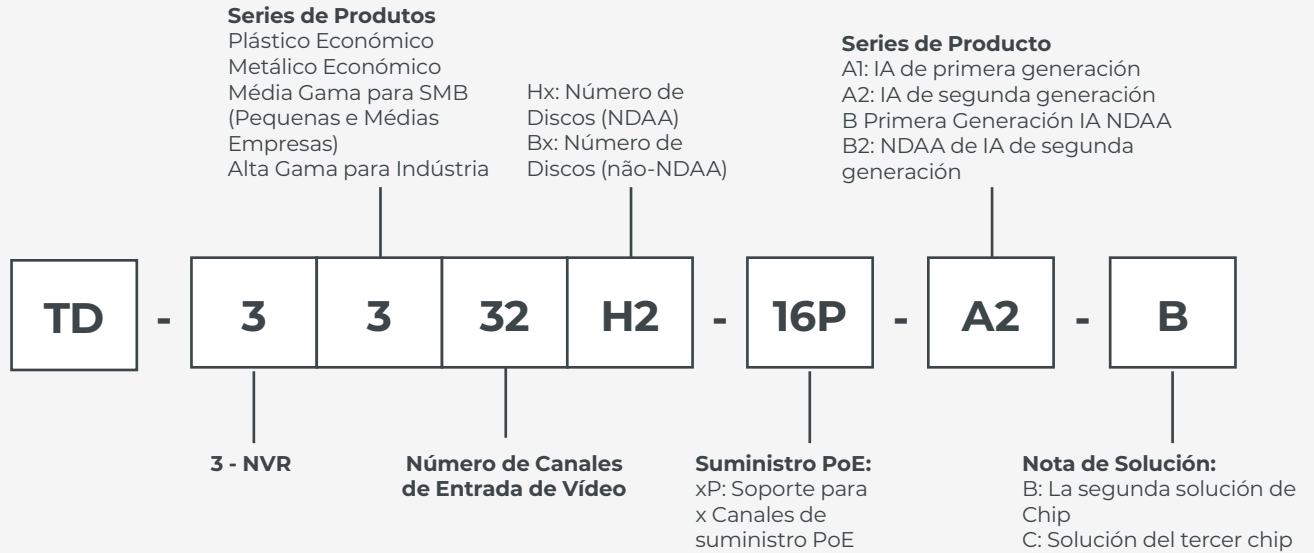 Series de Produtos
Plástico Económico
Metálico Económico
Média Gama para SMB
(Pequenas e Médias
Empresas)
Alta Gama para Indústria
Hx: Número de
Discos (NDAA)
Bx: Número de
Discos (não-NDAA)
Series de Producto
A1: IA de primera generación
A2: IA de segunda generación
B Primera Generación IA NDAA
B2: NDAA de IA de segunda
generación
TD - 3 3 32 H2 - 16P - A2 - B
3 - NVR
Número de Canales
de Entrada de Vídeo
Suministro PoE:
xP: Soporte para
x Canales de
suministro PoE
Nota de Solución:
B: La segunda solución de
Chip
C: Solución del tercer chip